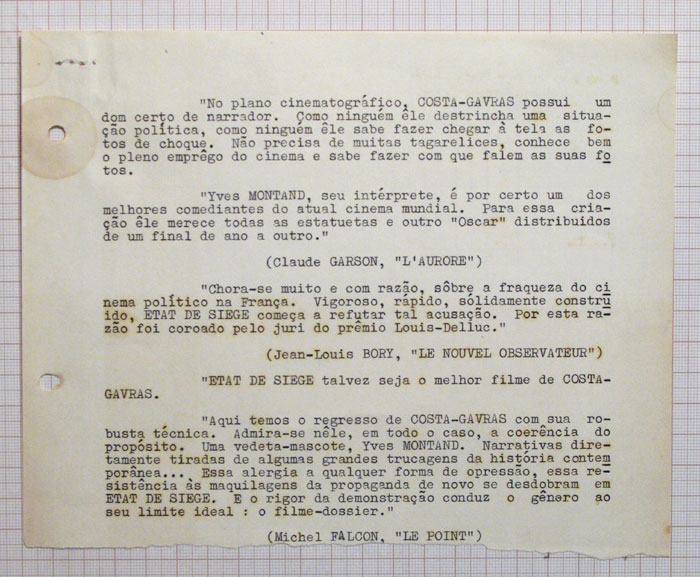 "No plano cinematográfico, COSTA-GAVRAS possui um
dom certo de narrador. Como ninguém êle destrincha uma situa-
ção política, como ninguém êle sabe fazer chegar à tela as fo-
tos de choque. Não precisa de muitas tagarelices, conhece bem
o pleno emprêgo do cinema e sabe fazer com que falem as suas fo
tos.
"Yves MONTAND, seu intérprete, é por certo um dos
melhores comediantes do atual cinema mundial. Para essa cria-
ção êle merece todas as estatuetas e outro "Oscar" distribuidos
de um final de ano a outro."
(Claude GARSON, "L'AURORE")
"Chora-se muito e com razão, sôbre a fraqueza do ci
nema político na França. Vigoroso, rápido, sólidamente constru
ido, ETAT DE SIEGE começa a refutar tal acusação. Por esta ra-
zão foi coroado pelo juri do prêmio Louis-Delluc."
(Jean-Louis BORY, "LE NOUVEL OBSERVATEUR")
"ETAT DE SIEGE talvez seja o melhor filme de COSTA-
GAVRAS.
"Aqui temos o regresso de COSTA-GAVRAS com sua ro-
busta técnica. Admira-se nêle, em todo o caso, a coerência do
propósito. Uma vedeta-mascote, Yves MONTAND. Narrativas dire-
tamente tiradas de algumas grandes trucagens da história contem
porânea... Essa alergia a qualquer forma de opressão, essa re-
sistência às maquilagens da propaganda de novo se desdobram em
ETAT DE SIEGE. E o rigor da demonstração conduz o gênero ao
seu limite ideal : o filme-dossier."
(Michel FALCON, "LE POINT")